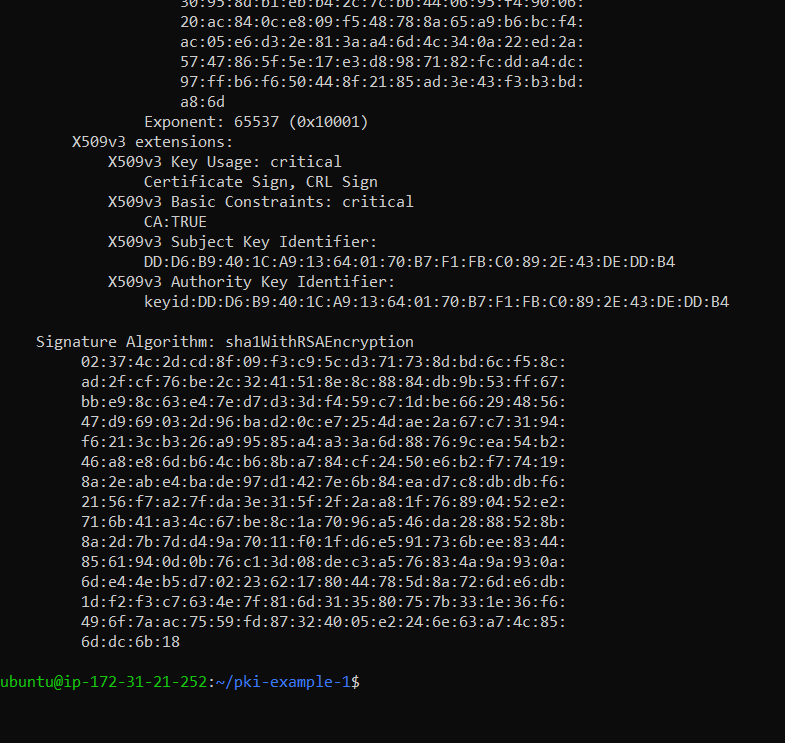 30:95:8d:b1:eb:b4:2c:7c:bb:44:06:95:f4:90:06:
20:ac:84:0c:e8:09:f5:48:78:8a:65:a9:b6:bc:f4:
ac:05:e6:d3:2e:81:3a:a4:6d:4c:34:0a:22:ed:2a:
57:47:86:5f:5e:17:e3:d8:98:71:82:fc:dd:a4:dc:
97:ff:b6:f6:50:44:8f:21:85:ad:3e:43:f3:b3:bd:
a8:6d
Exponent: 65537 (0x10001)
X509v3 extensions:
X509v3 Key Usage: critical
Certificate Sign, CRL Sign
X509v3 Basic Constraints: critical
CA:TRUE
X509v3 Subject Key Identifier:
DD:D6:B9:40:1C:A9:13:64:01:70:B7:F1:FB:C0:89:2E:43:DE:DD:B4
X509v3 Authority Key Identifier:
keyid:DD:D6:B9:40:1C:A9:13:64:01:70:B7:F1:FB:C0:89:2E:43:DE:DD:B4
Signature Algorithm: sha1WithRSAEncryption
02:37:4c:2d:cd:8f:09:f3:c9:5c:d3:71:73:8d:bd:6c:f5:8c:
ad:2f:cf:76:be:2c:32:41:51:8e:8c:88:84:db:9b:53:ff:67:
bb:e9:8c:63:e4:7e:d7:d3:3d:f4:59:c7:1d:be:66:29:48:56:
47:d9:69:03:2d:96:ba:d2:0c:e7:25:4d:ae:2a:67:c7:31:94:
f6:21:3c:b3:26:a9:95:85:a4:a3:3a:6d:88:76:9c:ea:54:b2:
46:a8:e8:6d:b6:4c:b6:8b:a7:84:cf:24:50:e6:b2:f7:74:19:
8a:2e:ab:e4:ba:de:97:d1:42:7e:6b:84:ea:d7:c8:db:db:f6:
21:56:f7:a2:7f:da:3e:31:5f:2f:2a:a8:1f:76:89:04:52:e2:
71:6b:41:a3:4c:67:be:8c:1a:70:96:a5:46:da:28:88:52:8b:
8a:2d:7b:7d:d4:9a:70:11:f0:1f:d6:e5:91:73:6b:ee:83:44:
85:61:94:0d:0b:76:c1:3d:08:de:c3:a5:76:83:4a:9a:93:0a:
6d:e4:4e:b5:d7:02:23:62:17:80:44:78:5d:8a:72:6d:e6:db:
1d:f2:f3:c7:63:4e:7f:81:6d:31:35:80:75:7b:33:1e:36:f6:
49:6f:7a:ac:75:59:fd:87:32:40:05:e2:24:6e:63:a7:4c:85:
6d:dc:6b:18
ubuntu@ip-172-31-21-252:~/pki-example-1$